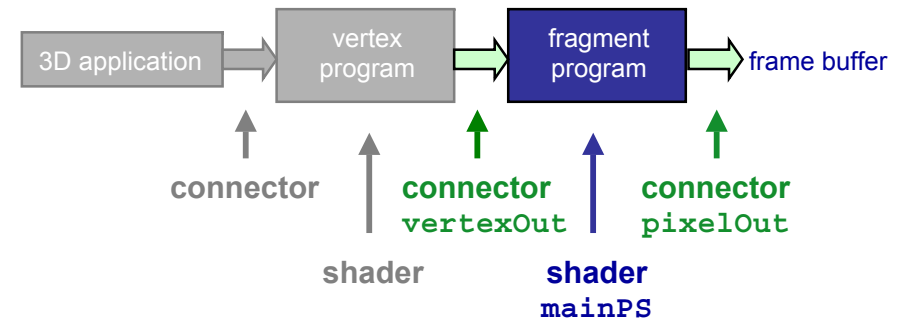 3D application
vertex
program
fragment
program
frame buffer
connector
connector
vertexOut
connector
pixelOut
shader
shader
mainPS